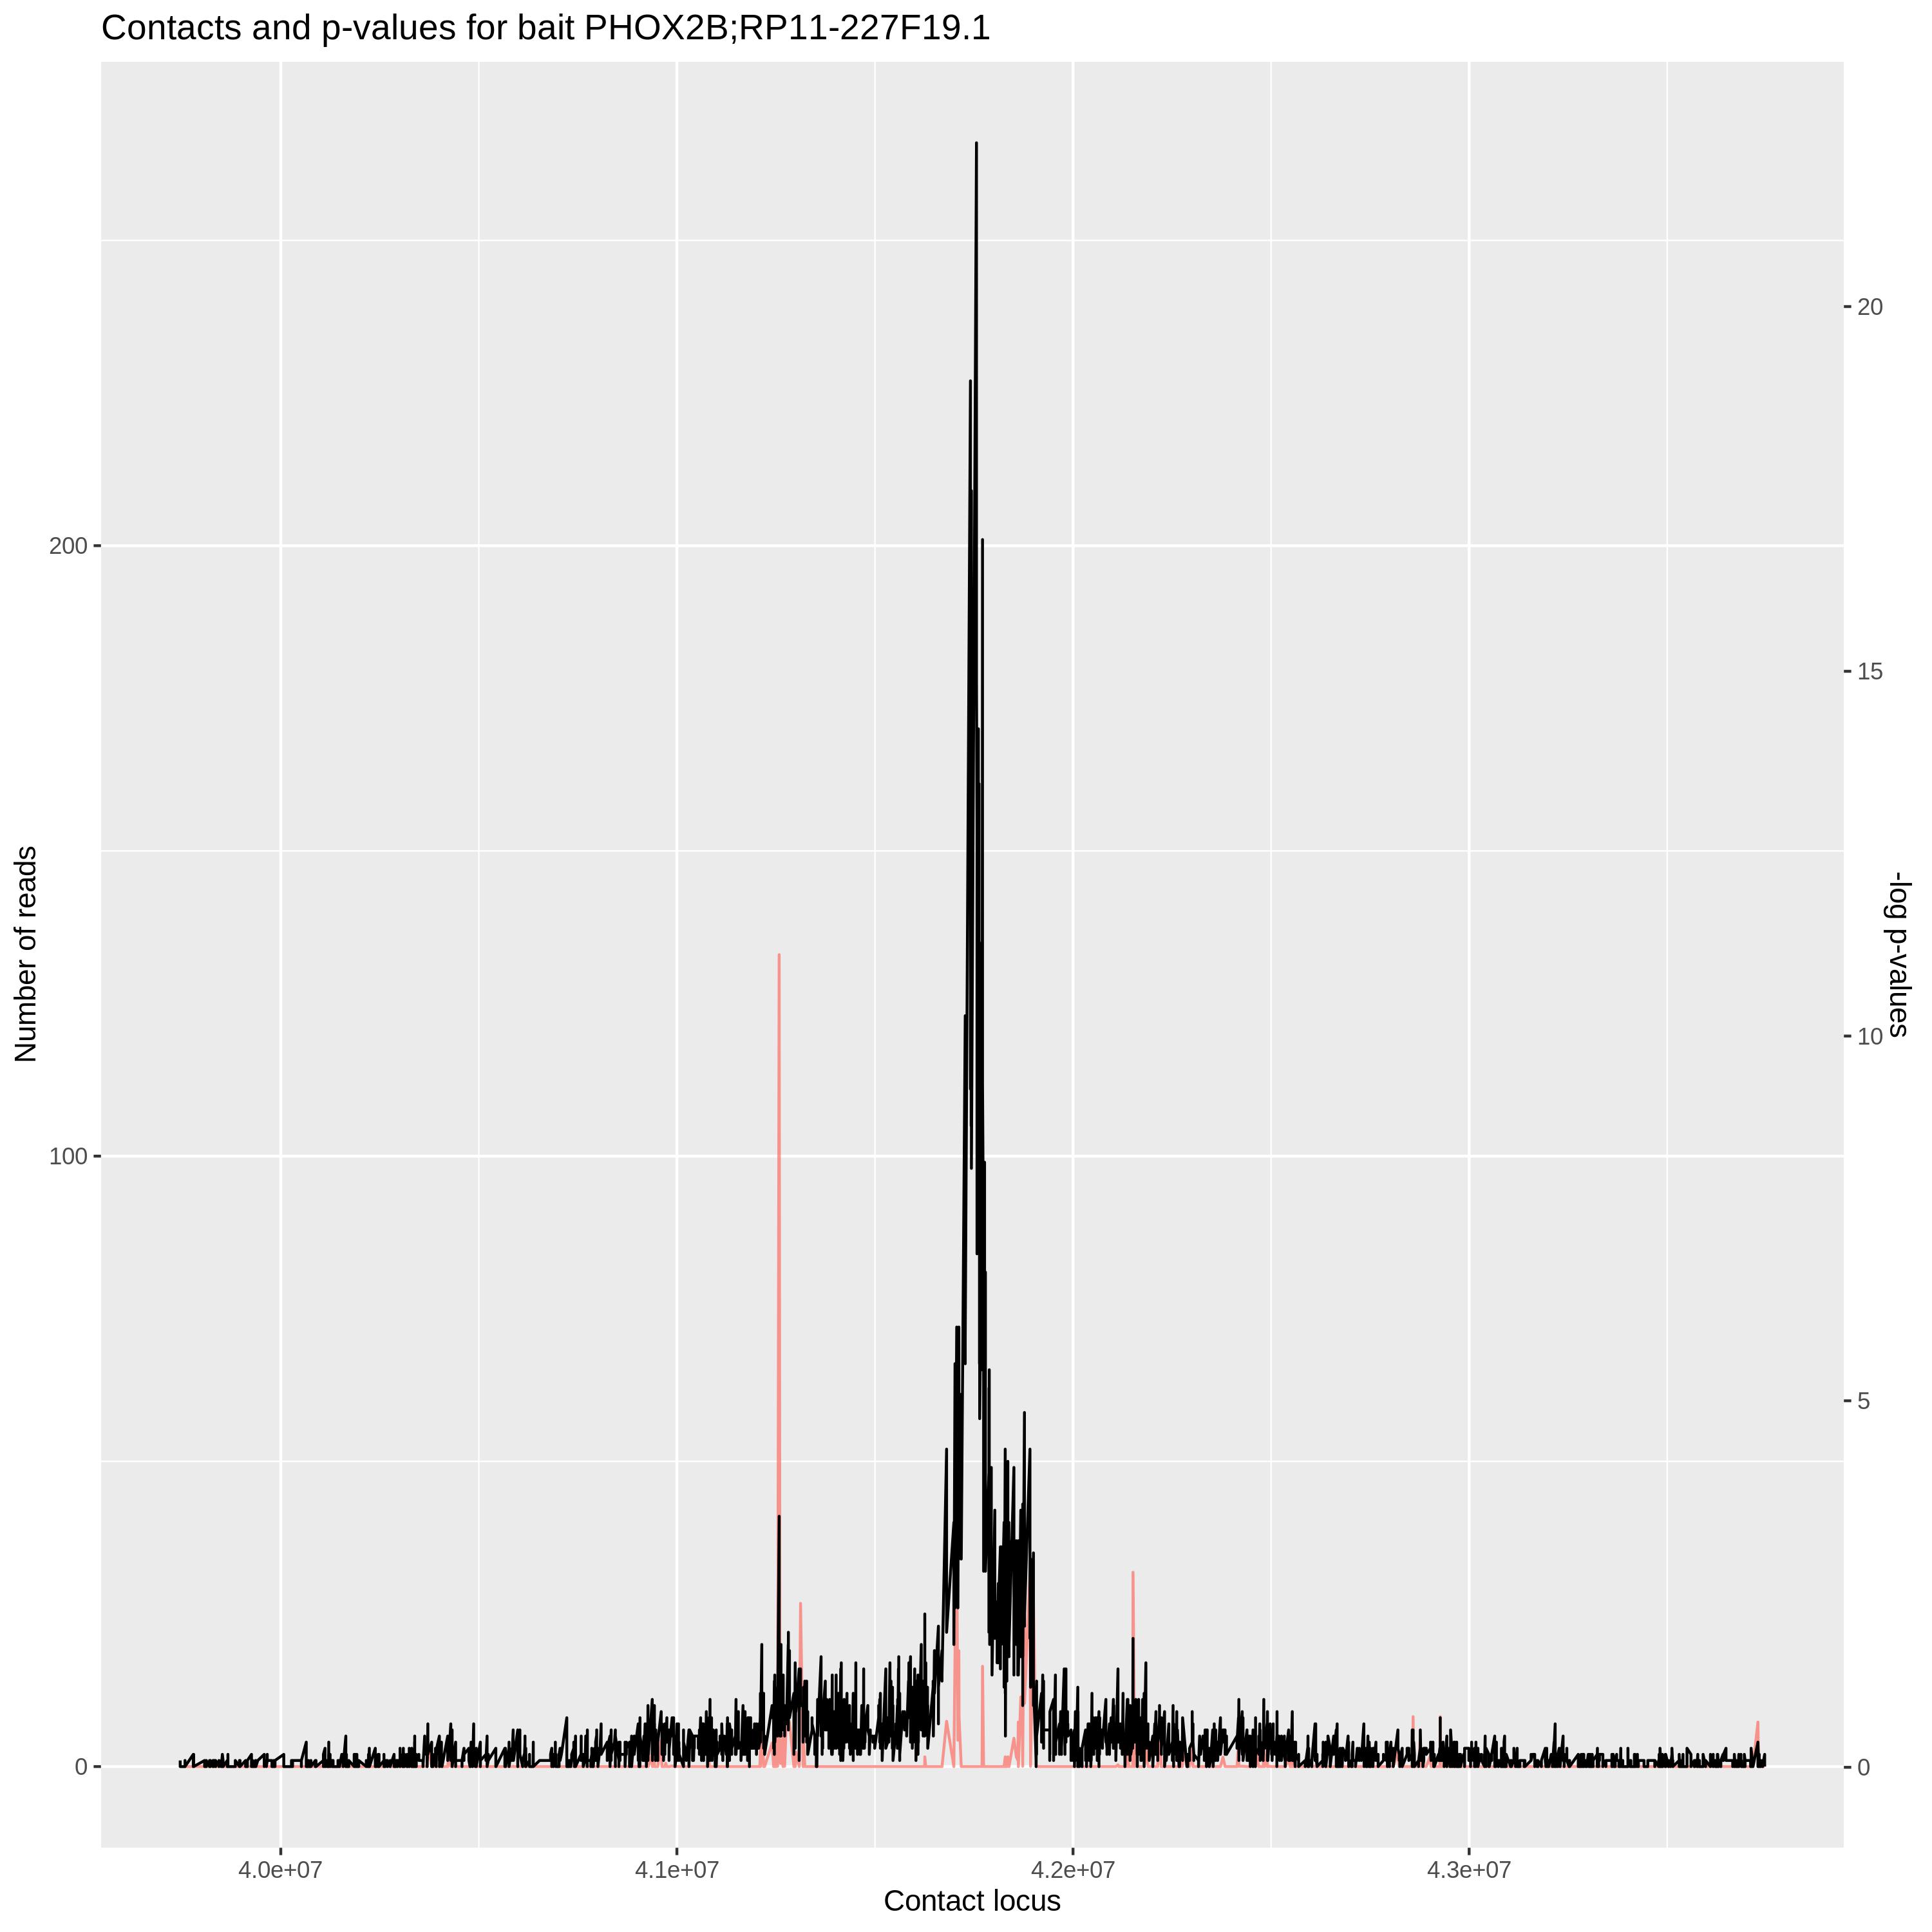 Contacts and p-values for bait PHOX2B;RP11-227F19.1
200
100
0
Number of reads
20
15
10
5
0
-log p-values
4.0e+07
4.1e+07
4.2e+07
4.3e+07
Contact locus